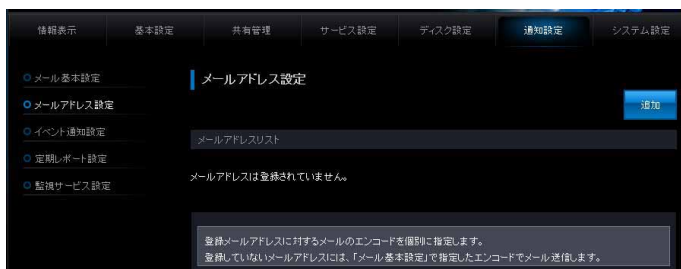 情報表示 基本設定 共有管理 サービス設定 ディスク設定 通知設定 システム設定
メール基本設定
メールアドレス設定
イベント通知設定
定期レポート設定
監視サービス設定
メールアドレス設定
追加
メールアドレスリスト
メールアドレスは登録されていません。
登録メールアドレスに対するメールのエンコードを個別に指定します。
登録していないメールアドレスには、「メール基本設定」で指定したエンコードでメール送信します。